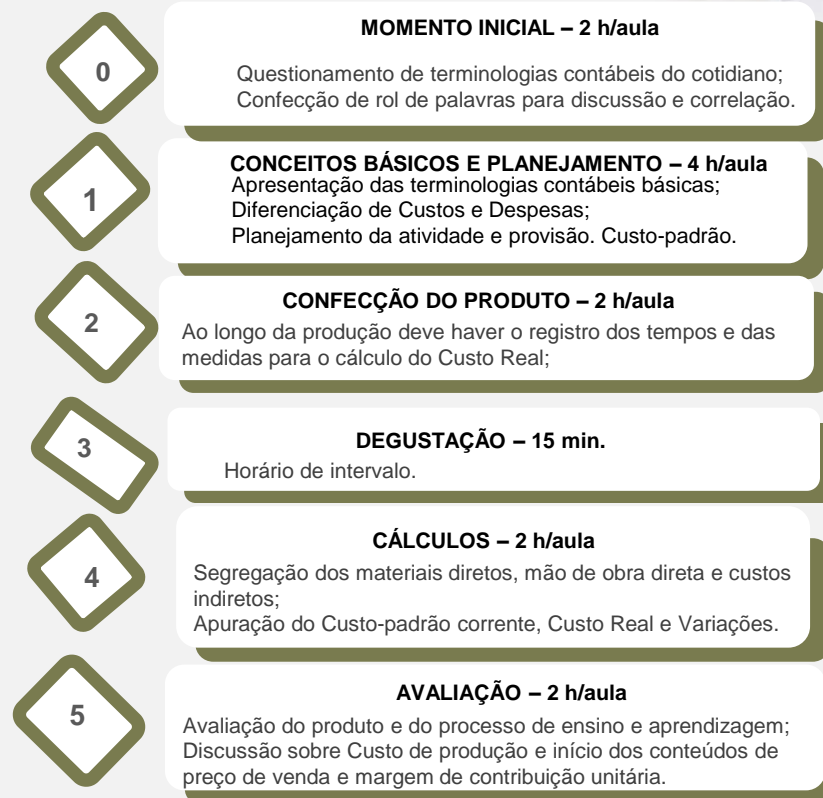 0
MOMENTO INICIAL – 2 h/aula
Questionamento de terminologias contábeis do cotidiano;
Confecção de rol de palavras para discussão e correlação.
1
CONCEITOS BÁSICOS E PLANEJAMENTO – 4 h/aula
Apresentação das terminologias contábeis básicas;
Diferenciação de Custos e Despesas;
Planejamento da atividade e provisão. Custo-padrão.
2
CONFECÇÃO DO PRODUTO – 2 h/aula
Ao longo da produção deve haver o registro dos tempos e das
medidas para o cálculo do Custo Real;
3
DEGUSTAÇÃO – 15 min.
Horário de intervalo.
4
CÁLCULOS – 2 h/aula
Segregação dos materiais diretos, mão de obra direta e custos
indiretos;
Apuração do Custo-padrão corrente, Custo Real e Variações.
5
AVALIAÇÃO – 2 h/aula
Avaliação do produto e do processo de ensino e aprendizagem;
Discussão sobre Custo de produção e início dos conteúdos de
preço de venda e margem de contribuição unitária.